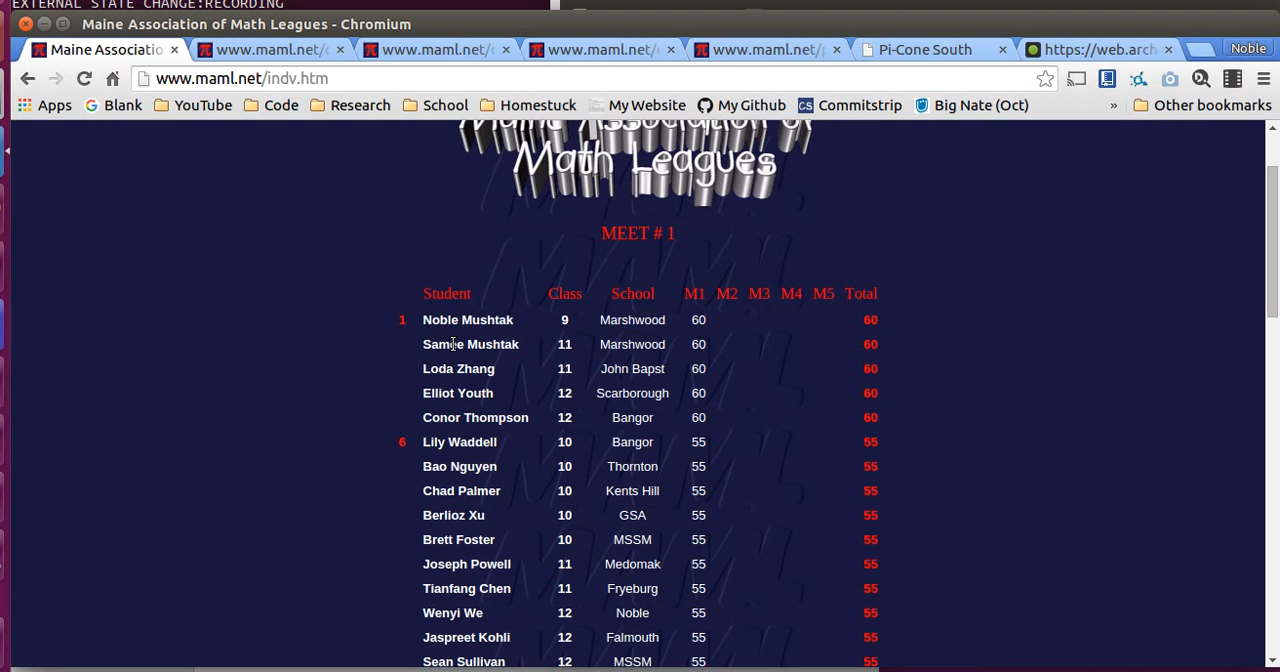 EXTERNAL STATE CHANGE:RECORDING
Maine Association of Math Leagues - Chromium
Maine Associatio www.maml.net/ www.maml.net/ www.maml.net/ www.maml.net/ Pi-Cone South https://web.arch Noble
www.maml.net/indv.htm
Apps Blank YouTube Code Research School Homestuck My Website My Github CS Commitstrip Big Nate (Oct) » Other bookmarks
Maine Association of
Math Leagues
MEET # 1
Student Class School M1 M2 M3 M4 M5 Total
1 Noble Mushtak 9 Marshwood 60 60
Mushtak 11 Marshwood 60 60
Loda Zhang 11 John Bapst 60 60
Elliot Youth 12 Scarborough 60 60
Conor Thompson 12 Bangor 60 60
6 Lily Waddell 10 Bangor 55 55
Bao Nguyen 10 Thornton 55 55
Chad Palmer 10 Kents Hill 55 55
Berlioz Xu 10 GSA 55 55
Brett Foster 10 MSSM 55 55
Joseph Powell 11 Medomak 55 55
Tianfang Chen 11 Fryeburg 55 55
Wenyi We 12 Noble 55 55
Jaspreet Kohli 12 Falmouth 55 55
Sean Sullivan 12 MSSM 55 55